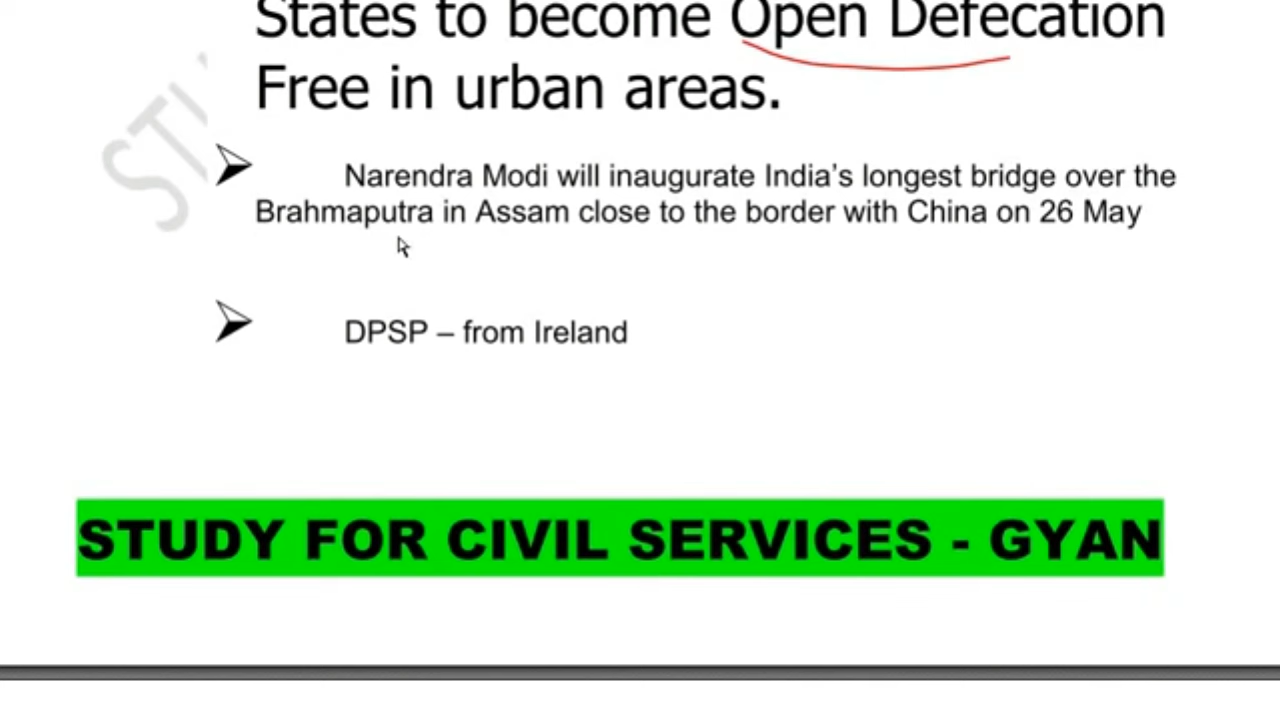 States to become Open Defecation
Free in urban areas.
Narendra Modi will inaugurate India’s longest bridge over the
Brahmaputra in Assam close to the border with China on 26 May
DPSP – from Ireland
STUDY FOR CIVIL SERVICES - GYAN